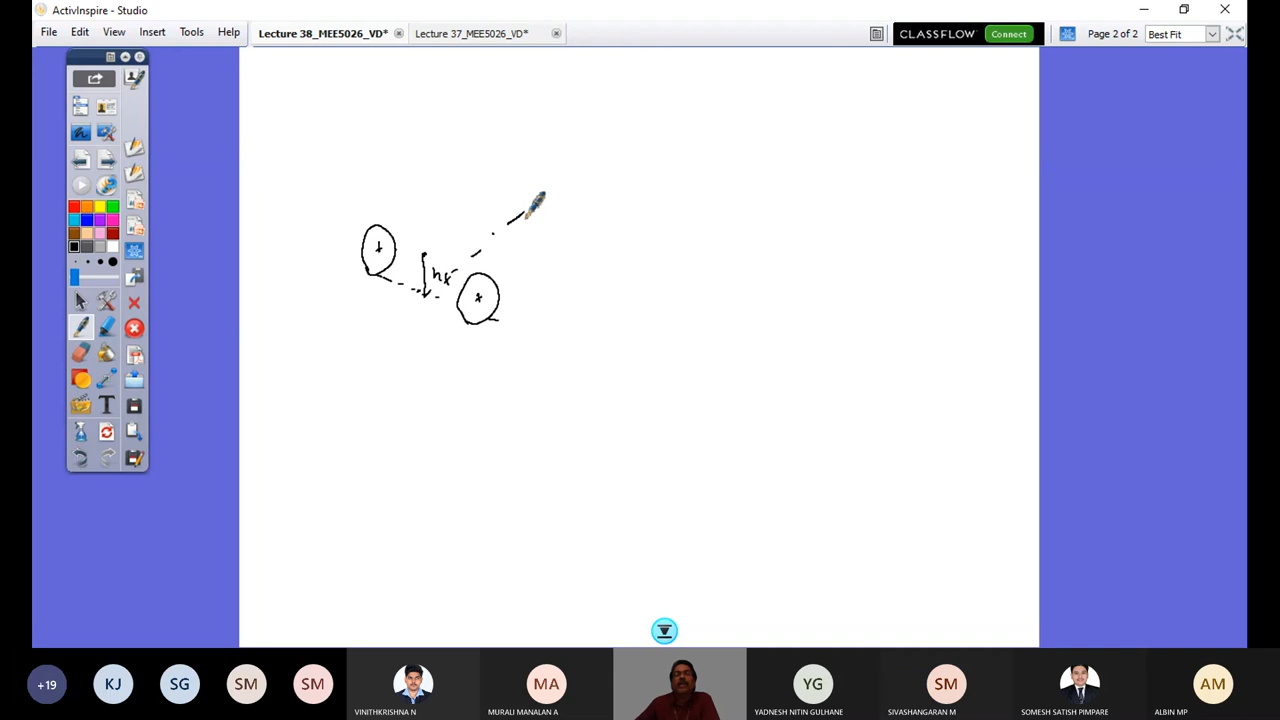 ActivInspire - Studio
File Edit View Insert Tools Help
Lecture 38_MEE5026_VD* Lecture 37_MEE5026_VD*
CLASSFLOW Connect
Page 2 of 2 Best Fit
+19 KJ SG SM SM
VINITHKRISHNA N
MA
MURALI MANALAN A
YG
YADNESH NITIN GULHANE
SM
SIVASHANGARAN M
SOMESH SATISH PIMPARE
AM
ALBIN MP